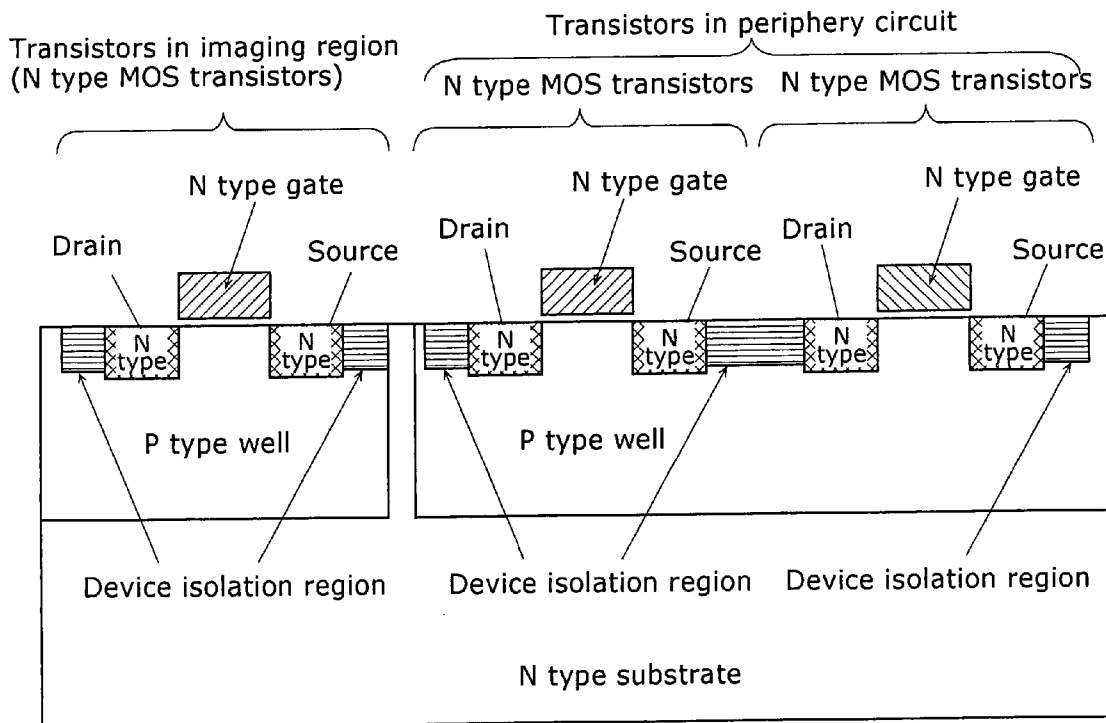 Transistors in periphery circuit
Transistors in imaging region
(N type MOS transistors)
N type MOS transistors
N type MOS transistors
N type gate
N type gate
N type gate
Drain
Source
Drain
Source
Drain
Source
N
type
N
type
N
type
N
type
N
type
N
type
P type well
P type well
Device isolation region
Device isolation region
Device isolation region
N type substrate